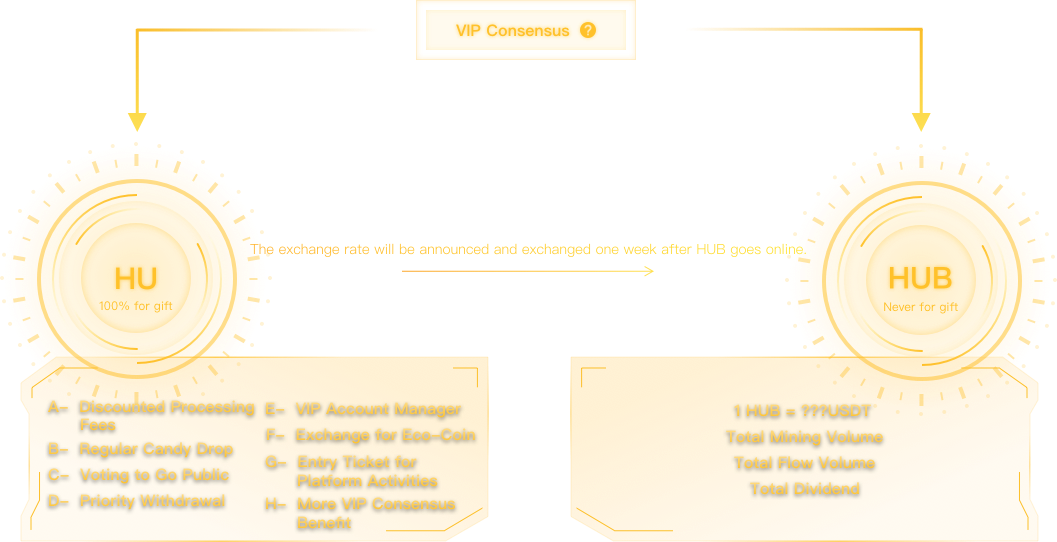 VIP Consensus ?
The exchange rate will be announced and exchanged one week after HUB goes online.
HU
100% for gift
HUB
Never for gift
A- Discounted Processing
Fees
B- Regular Candy Drop
C- Voting to Go Public
D- Priority Withdrawal
E- VIP Account Manager
F- Exchange for Eco-Coin
G- Entry Ticket for
Platform Activities
H- More VIP Consensus
Benefit
1 HUB = ???USDT
Total Mining Volume
Total Flow Volume
Total Dividend